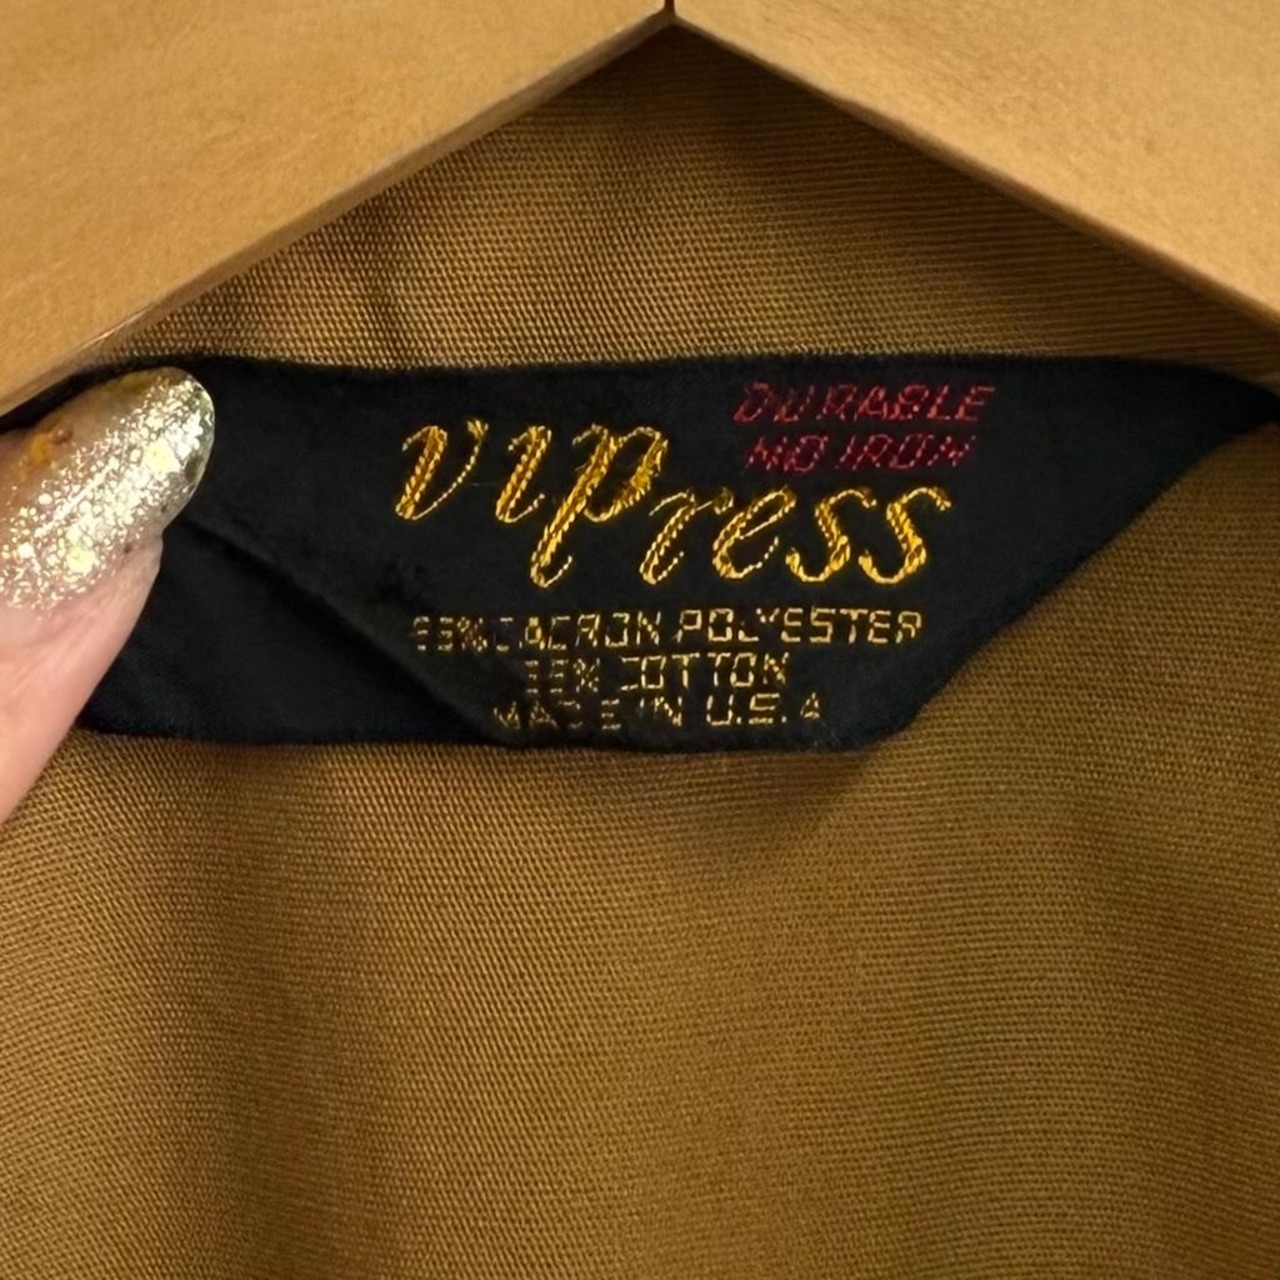 DURABLE
NO IRON
VIPress
DACRON POLYESTER
COTTON
MADE IN U.S.A